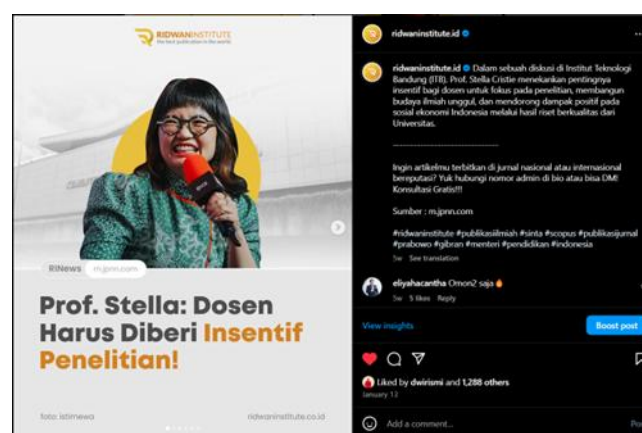 RIDWANINSTITUTE
the best publication in the world
RINews
m.jpnn.com
Prof. Stella: Dosen
Harus Diberi Insentif
Penelitian!
foto: istimewa
ridwaninstitute.co.id
ridwaninstitute.id
ridwaninstitute.id Dalam sebuah diskusi di Institut Teknologi
Bandung (ITB). Prof. Stella Cristie menekankan pentingnya
insentif bagi dosen untuk fokus pada penelitian, membangun
budaya ilmiah unggul, dan mendorong dampak positif pada
sosial ekonomi Indonesia melalui hasil riset berkualitas dari
Universitas.
Ingin artikelmu terbitkan di jurnal nasional atau internasional
bereputasi? Yuk hubungi nomor admin di bio atau bisa DM!
Konsultasi Gratis!!!
Sumber : m.jpnn.com
#ridwaninstitute #publikasiilmiah #sinta #scopus #publikasijurnal
#prabowo #gibran #menteri #pendidikan #indonesia
5w See translation
eliyahacantha Omon2 saja 🔥
5w 5 likes Reply
View insights
Boost post
Liked by dwirismi and 1,288 others
January 13
Add a comment...